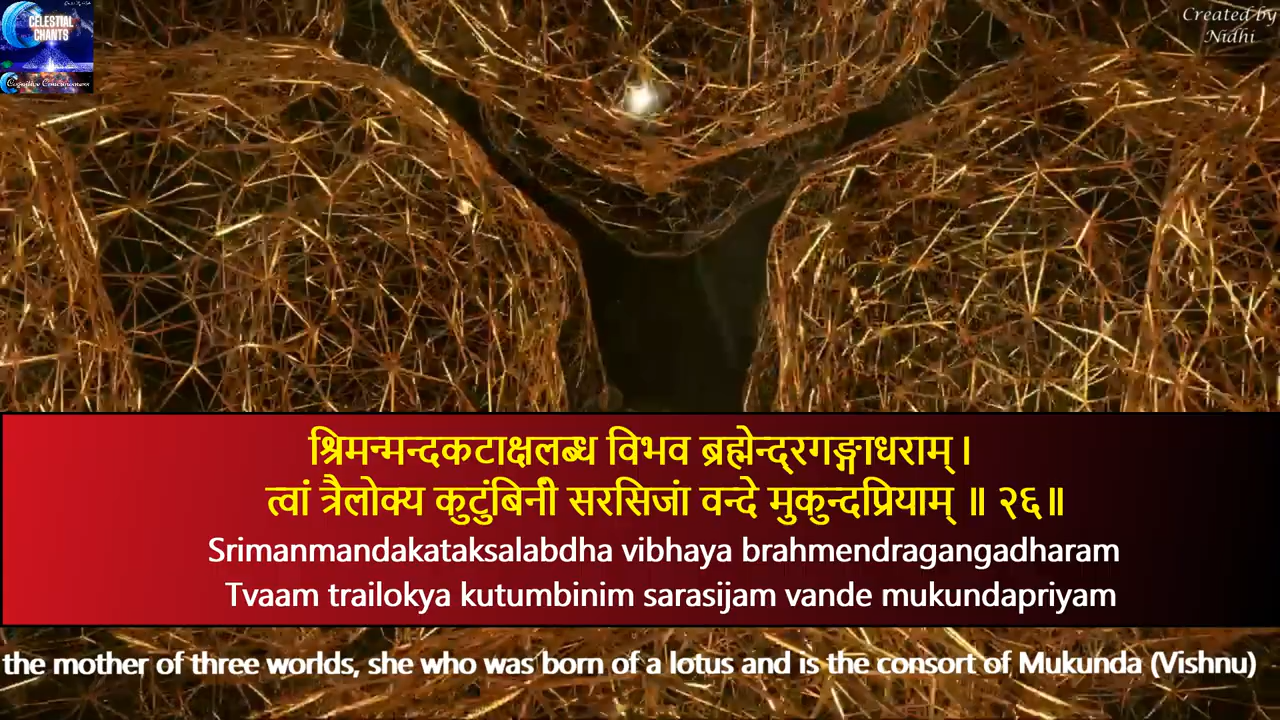 CELESTIAL
CHANTS
Cognitive Consciousness
Created by
Nidhi
श्रिमन्मन्दकटाक्षलब्ध विभव ब्रह्मेन्द्रगङ्गाधराम् ।
त्वां त्रैलोक्य कुटुंबिनीं सरसिजां वन्दे मुकुन्दप्रियाम् ॥ २६॥
Srimanmandakataksalabdha vibhaya brahmendragangadharam
Tvaam trailokya kutumbinim sarasijam vande mukundapriyam
the mother of three worlds, she who was born of a lotus and is the consort of Mukunda (Vishnu)